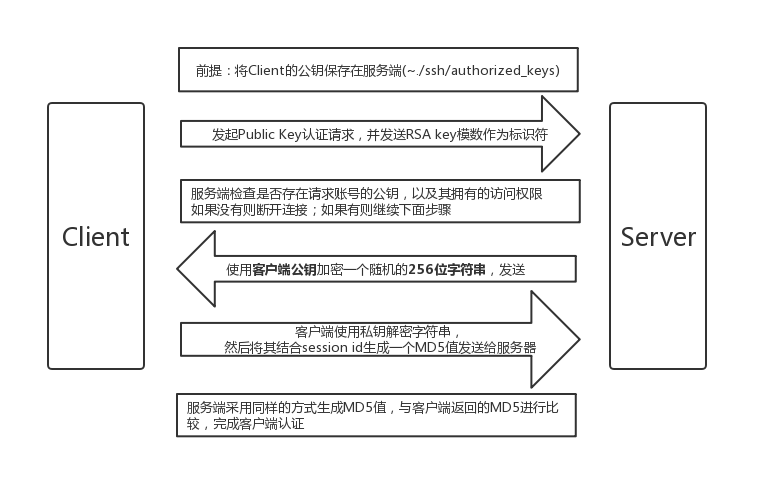 前提：将Client的公钥保存在服务端(~./ssh/authorized_keys)
发起Public Key认证请求，并发送RSA key模数作为标识符
服务端检查是否存在请求账号的公钥，以及其拥有的访问权限
如果没有则断开连接；如果有则继续下面步骤
Client
Server
使用客户端公钥加密一个随机的256位字符串，发送
客户端使用私钥解密字符串，
然后将其结合session id生成一个MD5值发送给服务器
服务端采用同样的方式生成MD5值，与客户端返回的MD5进行比
较，完成客户端认证